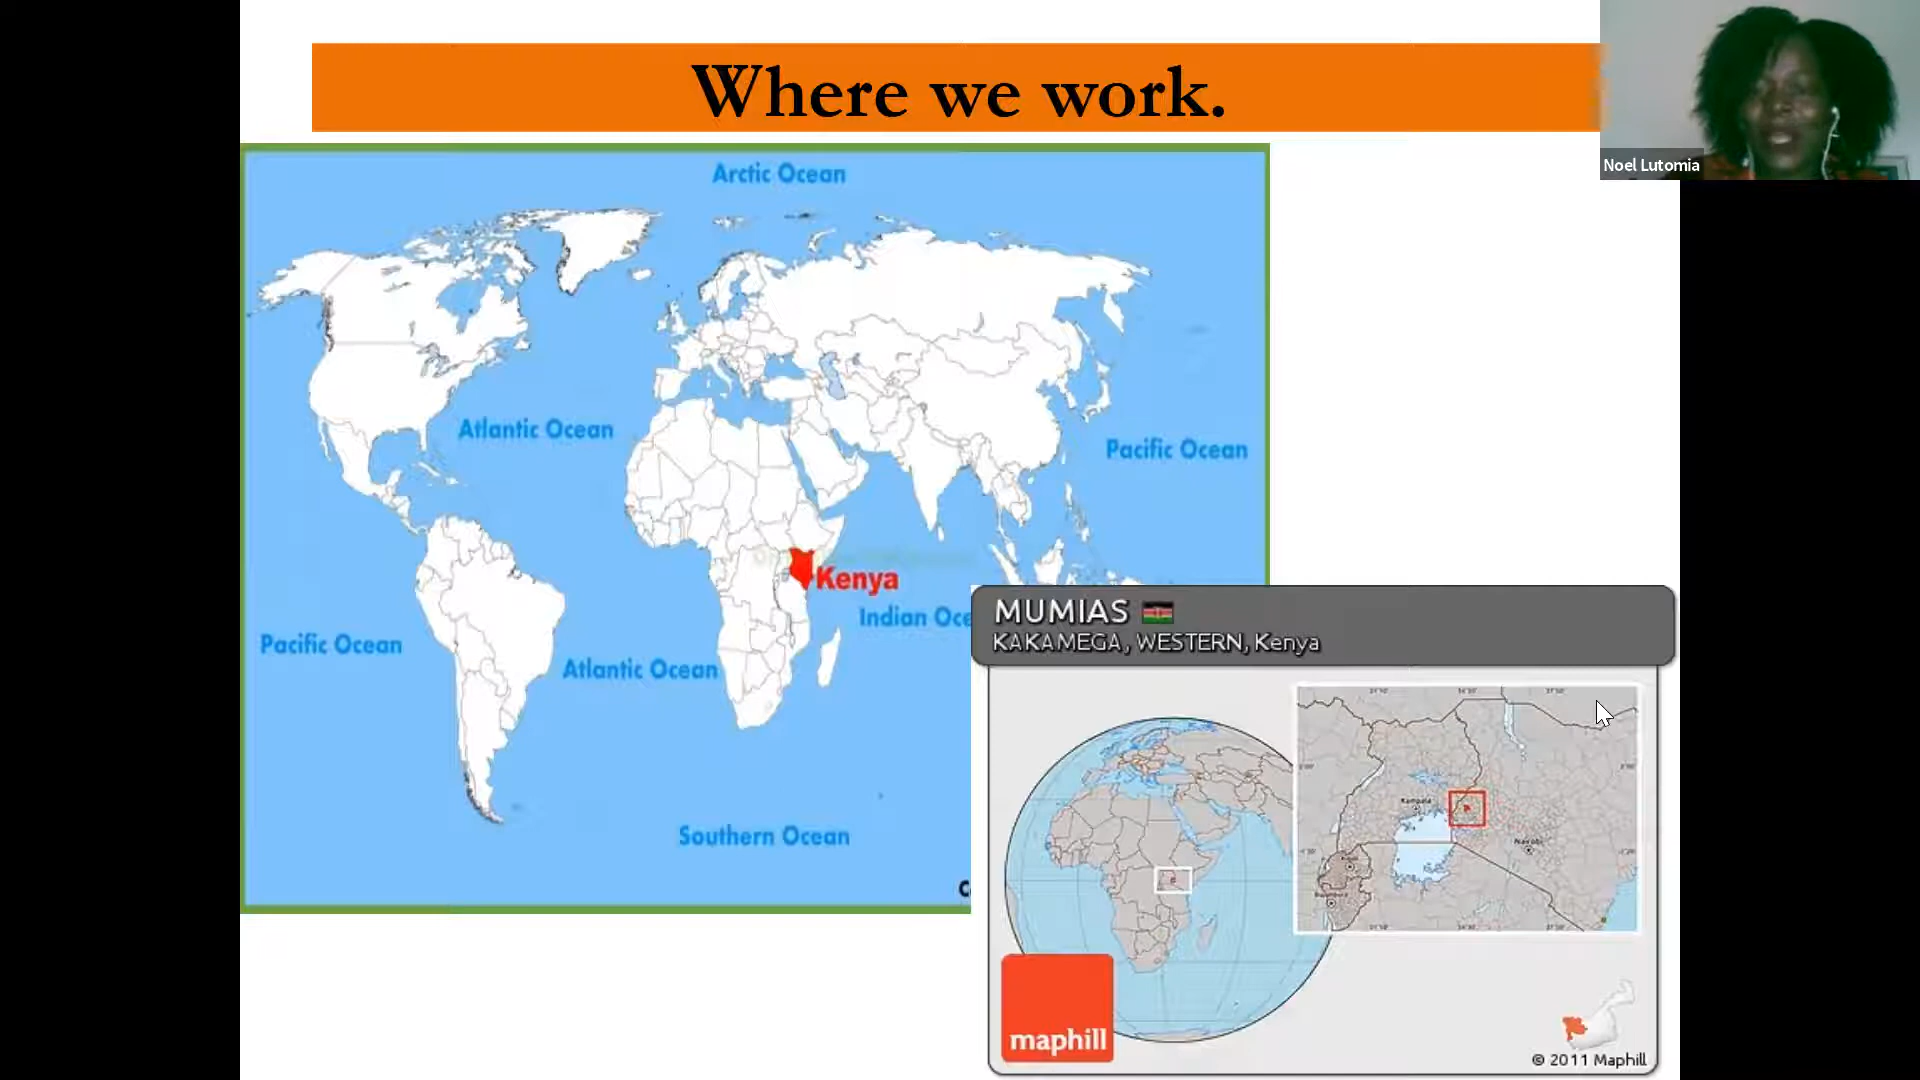 Where we work.
Noel Lutomia
Arctic Ocean
Atlantic Ocean
Pacific Ocean
Kenya
Indian Oce
Pacific Ocean
Atlantic Ocean
Southern Ocean
MUMIAS
KAKAMEGA, WESTERN, Kenya
Kampala
Nairobi
maphill
© 2011 Maphill